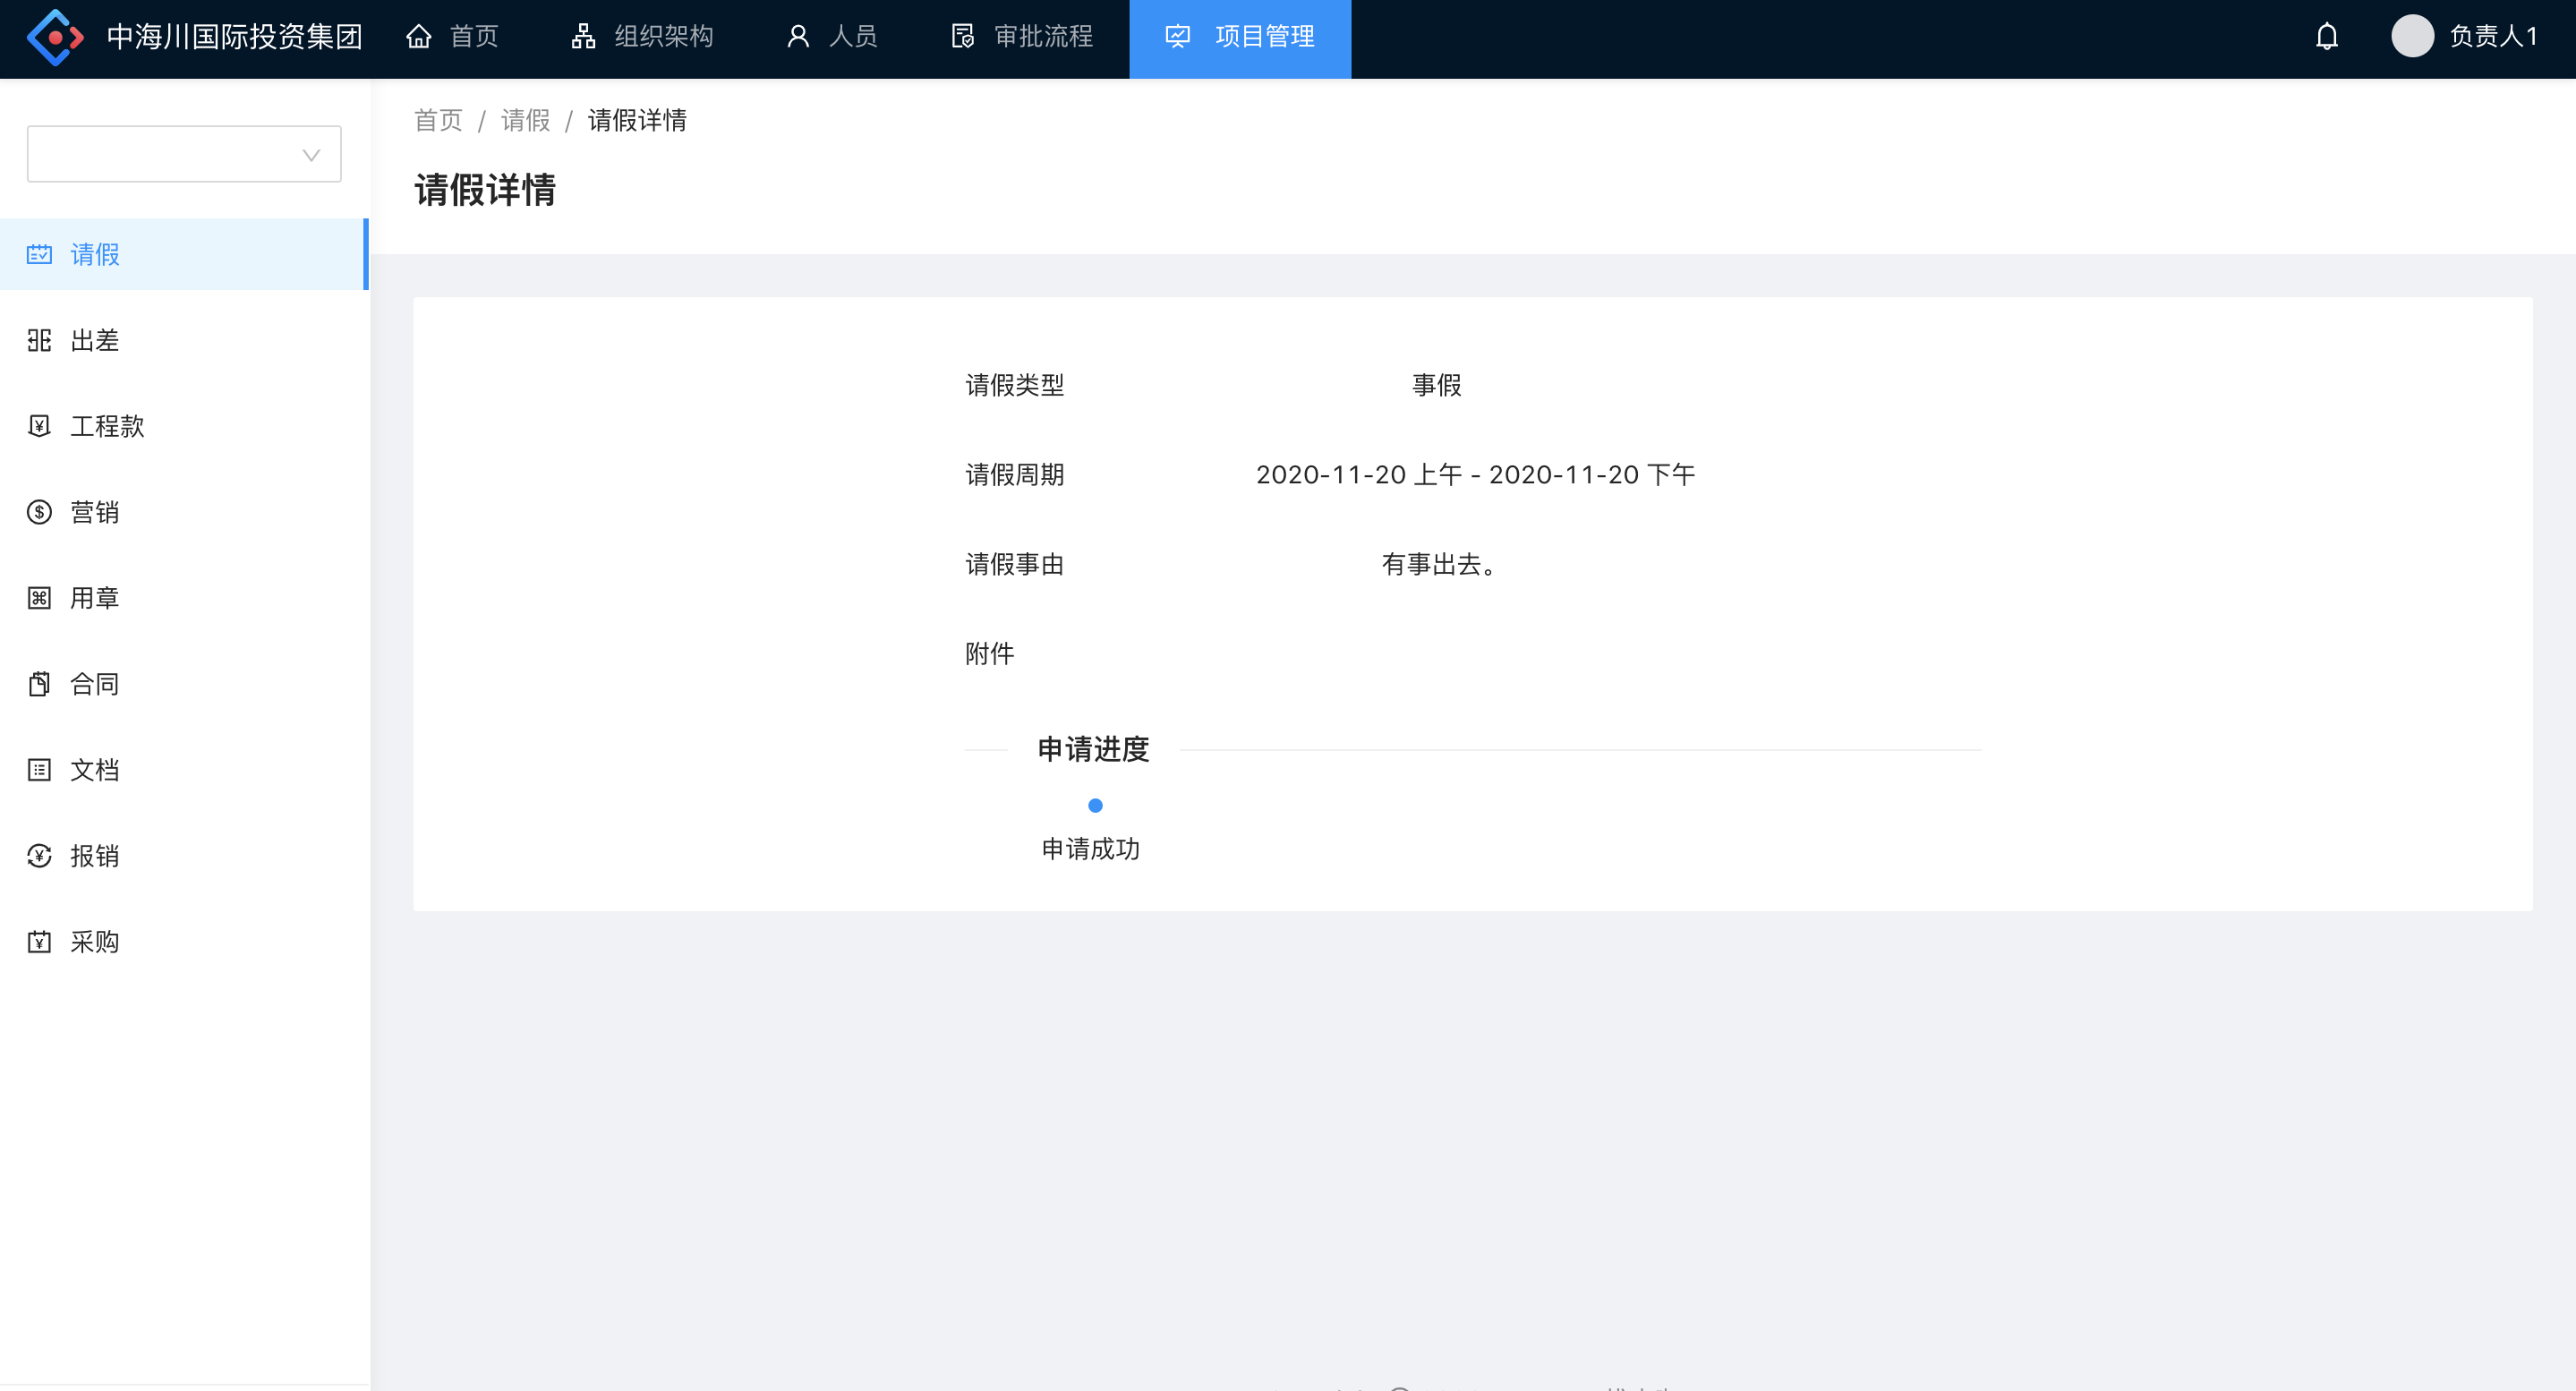 中海川国际投资集团 首页 组织架构 人员 审批流程 项目管理 负责人1
首页 / 请假 / 请假详情
请假详情
请假
出差
工程款
营销
用章
合同
文档
报销
采购
请假类型 事假
请假周期 2020-11-20 上午 - 2020-11-20 下午
请假事由 有事出去。
附件
申请进度
申请成功